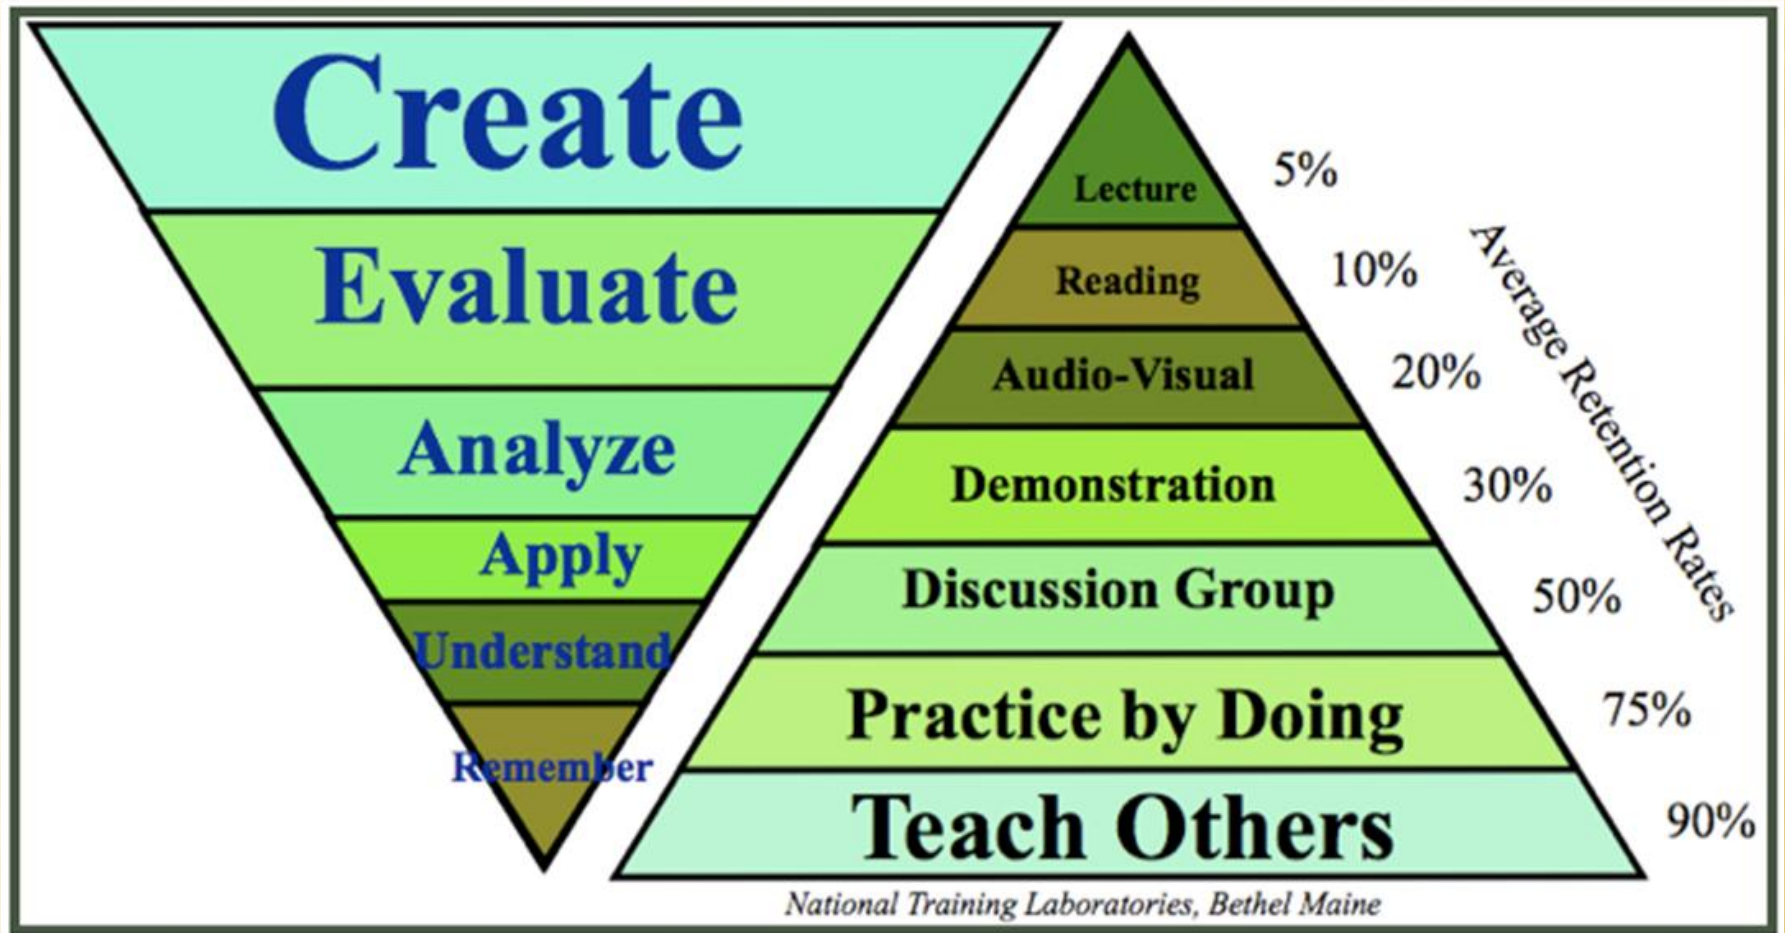 Create
Evaluate
Analyze
Apply
Understand
Remember
Lecture
Reading
Audio-Visual
Demonstration
Discussion Group
Practice by Doing
Teach Others
5%
10%
20%
30%
50%
75%
90%
Average Retention Rates
National Training Laboratories, Bethel Maine